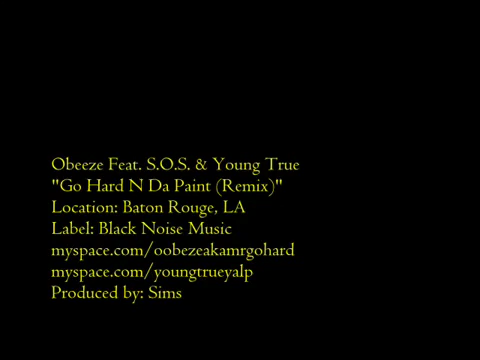 Obeeze Feat. S.O.S. & Young True
"Go Hard N Da Paint (Remix)"
Location: Baton Rouge, LA
Label: Black Noise Music
myspace.com/oobezeakamrgohard
myspace.com/youngtrueyalp
Produced by: Sims